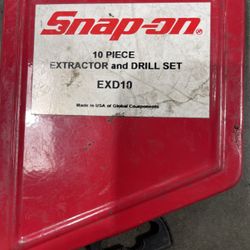 Snap-on®
10 PIECE
EXTRACTOR and DRILL SET
EXD10
Made in USA of Global Components